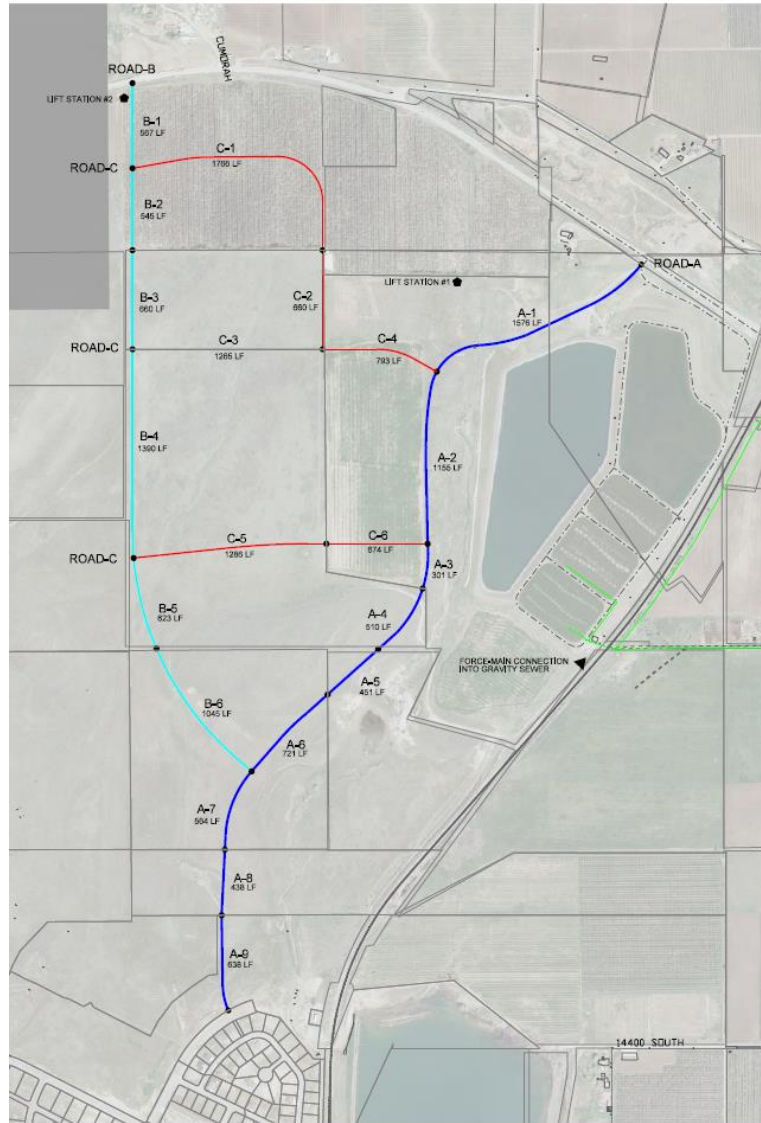 CUMORAH
ROAD-B
LIFT STATION #2
B-1
567 LF
C-1
1766 LF
ROAD-C
B-2
545 LF
ROAD-A
B-3
660 LF
C-2
660 LF
LIFT STATION #1
A-1
1576 LF
ROAD-C
C-3
1265 LF
C-4
793 LF
B-4
1390 LF
A-2
1155 LF
ROAD-C
C-5
1286 LF
C-6
674 LF
A-3
301 LF
B-5
623 LF
A-4
510 LF
FORCE-MAIN CONNECTION
INTO GRAVITY SEWER
A-5
451 LF
B-6
1045 LF
A-6
721 LF
A-7
564 LF
A-8
438 LF
A-9
638 LF
14400 SOUTH